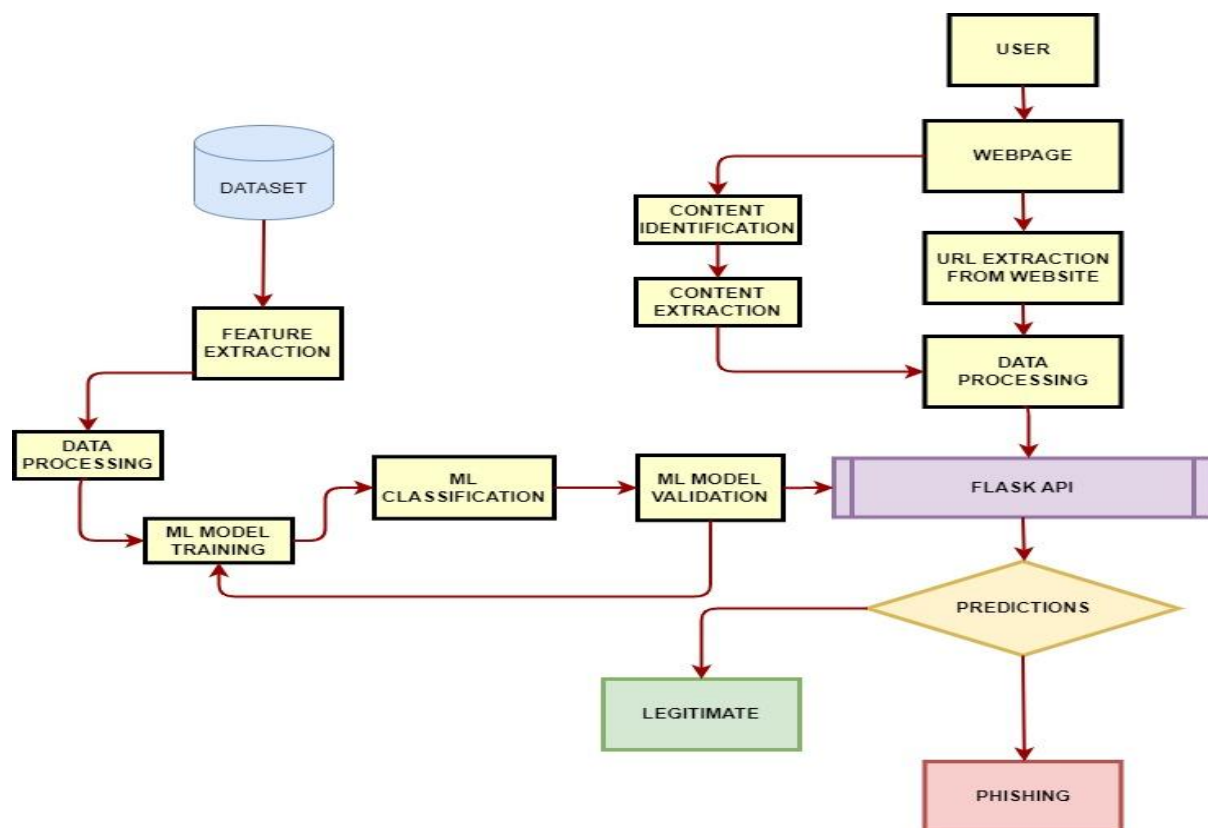 USER
WEBPAGE
DATASET
CONTENT
IDENTIFICATION
URL EXTRACTION
FROM WEBSITE
CONTENT
EXTRACTION
FEATURE
EXTRACTION
DATA
PROCESSING
DATA
PROCESSING
ML
CLASSIFICATION
ML MODEL
VALIDATION
FLASK API
ML MODEL
TRAINING
PREDICTIONS
LEGITIMATE
PHISHING